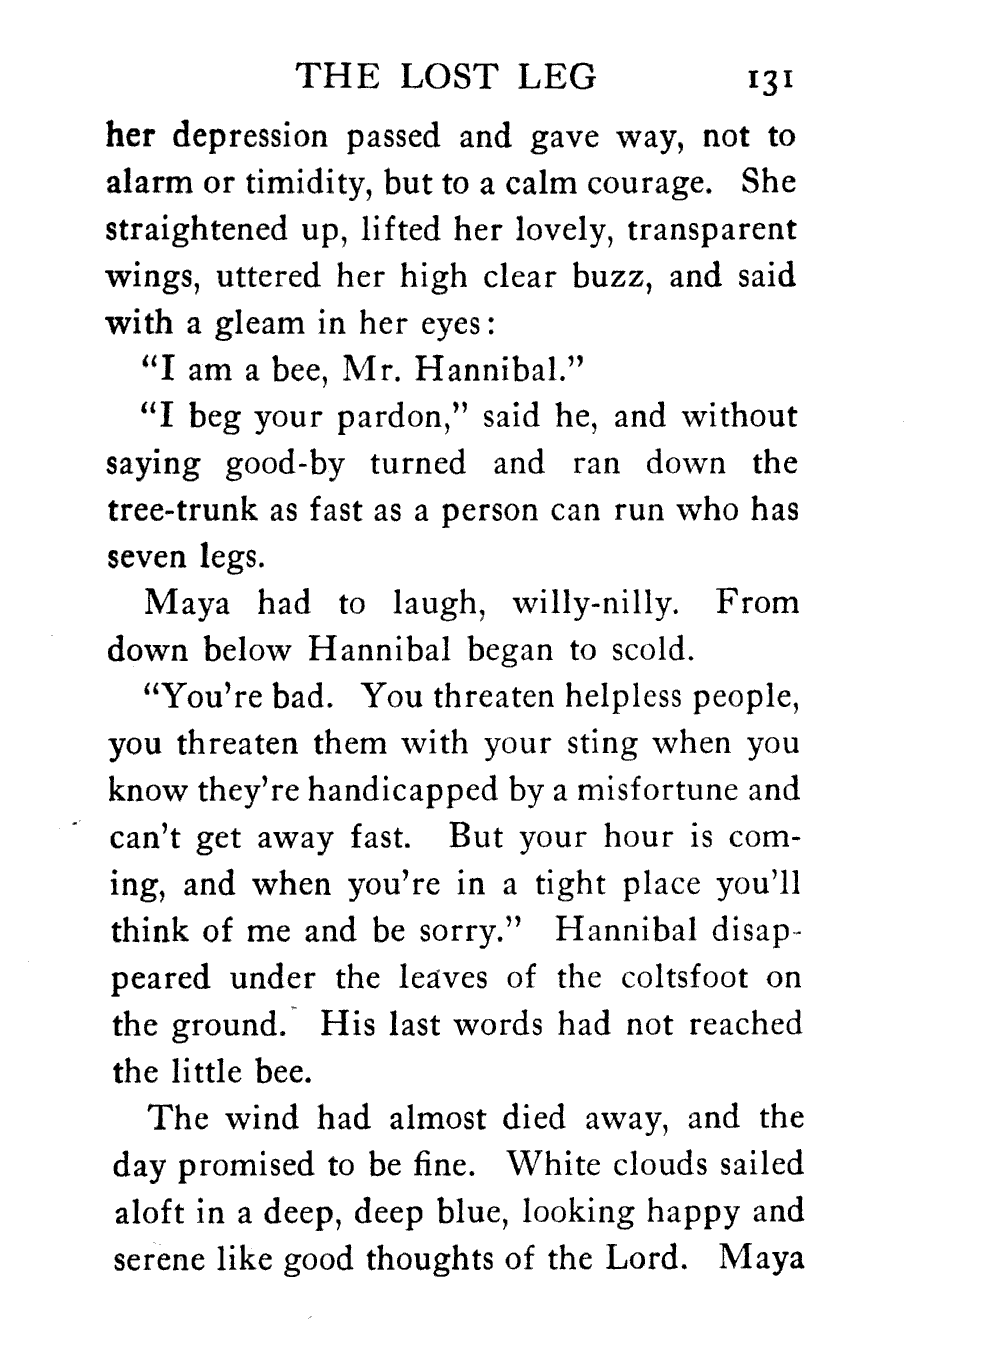 THE LOST LEG 131
her depression passed and gave way, not to
alarm or timidity, but to a calm courage. She
straightened up, lifted her lovely, transparent
wings, uttered her high clear buzz, and said
with a gleam in her eyes:
“I am a bee, Mr. Hannibal.”
“I beg your pardon,” said he, and without
saying good-by turned and ran down the
tree-trunk as fast as a person can run who has
seven legs.
Maya had to laugh, willy-nilly. From
down below Hannibal began to scold.
“You’re bad. You threaten helpless people,
you threaten them with your sting when you
know they’re handicapped by a misfortune and
can’t get away fast. But your hour is com-
ing, and when you’re in a tight place you’ll
think of me and be sorry.” Hannibal disap-
peared under the leaves of the coltsfoot on
the ground. His last words had not reached
the little bee.
The wind had almost died away, and the
day promised to be fine. White clouds sailed
aloft in a deep, deep blue, looking happy and
serene like good thoughts of the Lord. Maya